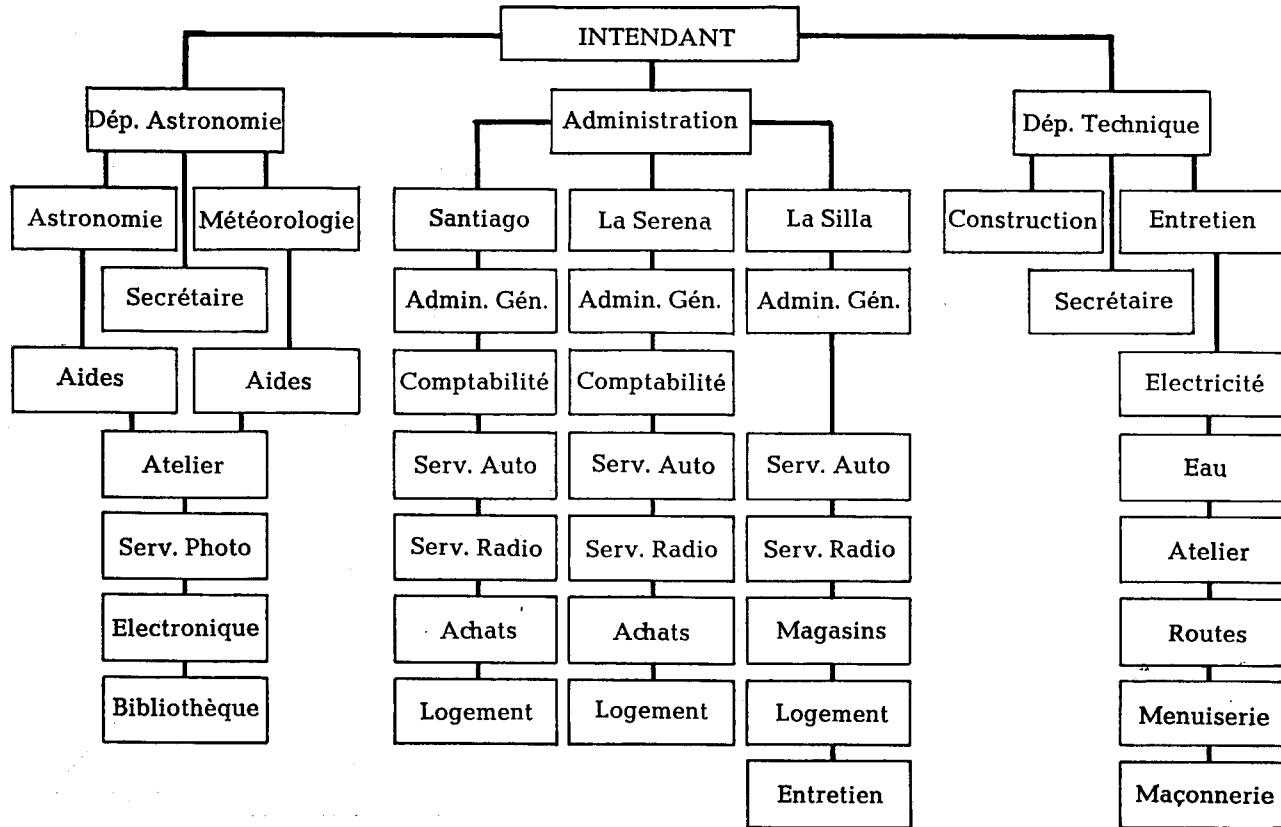 INTENDANT
Dép. Astronomie
Administration
Dép. Technique
Astronomie
Météorologie
Santiago
La Serena
La Silla
Construction
Entretien
Secrétaire
Admin. Gén.
Admin. Gén.
Admin. Gén.
Secrétaire
Aides
Aides
Comptabilité
Comptabilité
Electricité
Atelier
Serv. Auto
Serv. Auto
Serv. Auto
Eau
Serv. Photo
Serv. Radio
Serv. Radio
Serv. Radio
Atelier
Electronique
Achats
Achats
Magasins
Routes
Bibliothèque
Logement
Logement
Logement
Menuiserie
Entretien
Maçonnerie